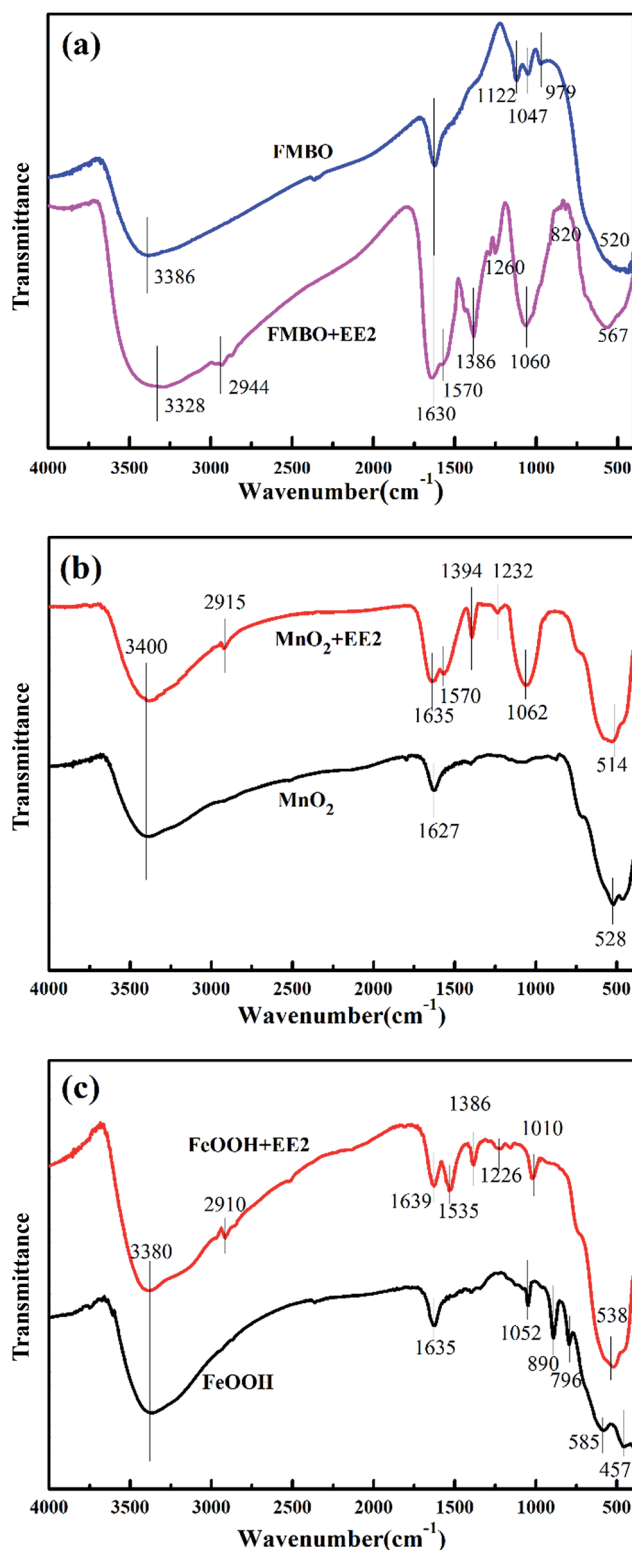 (a)
1122
979
1047
FMBO
Transmittance
3386
1260
820
520
FMBO+EE2
567
1386
1060
2944
1570
3328
1630
4000 3500 3000 2500 2000 1500 1000 500
Wavenumber(cm⁻¹)
(b)
1394
1232
2915
3400
MnO₂+EE2
1570
1635
1062
Transmittance
514
MnO₂
1627
528
4000 3500 3000 2500 2000 1500 1000 500
Wavenumber(cm⁻¹)
(c)
1386
1010
FeOOH+EE2
1226
2910
1639
1535
3380
Transmittance
538
1052
1635
890
796
FeOOH
585
457
4000 3500 3000 2500 2000 1500 1000 500
Wavenumber(cm⁻¹)